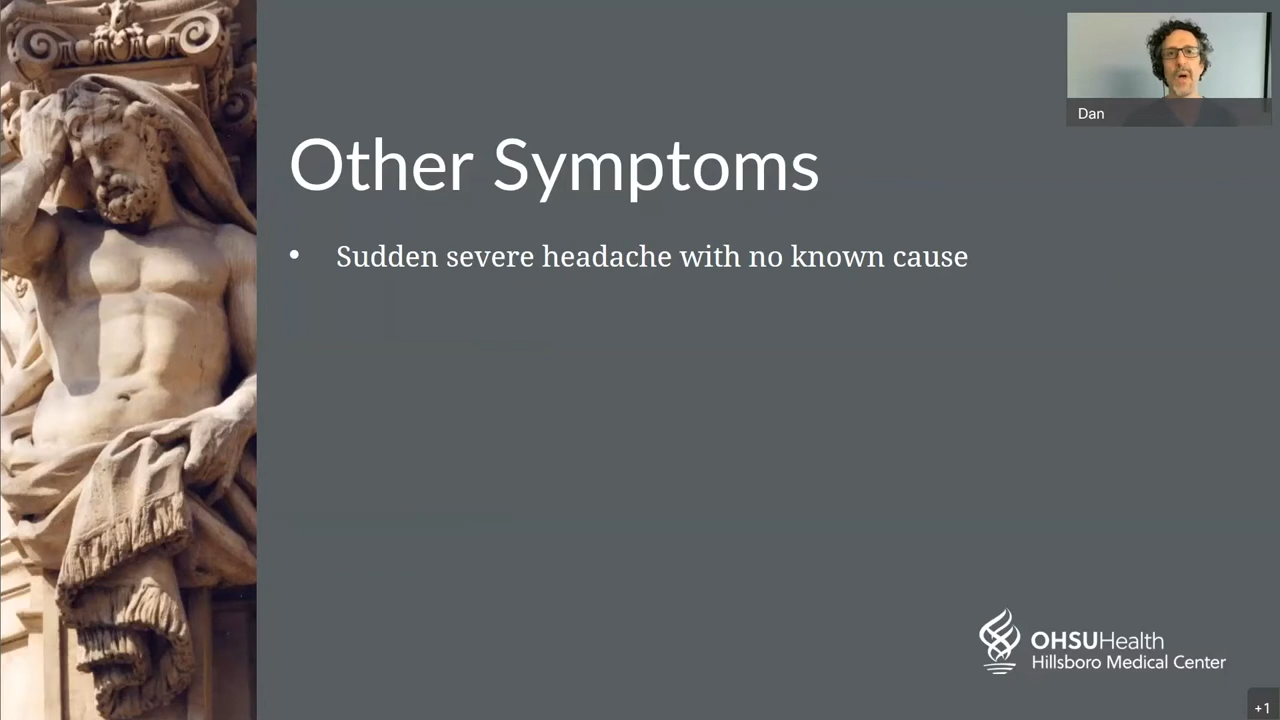 Dan
Other Symptoms
• Sudden severe headache with no known cause
OHSUHealth
Hillsboro Medical Center
+1